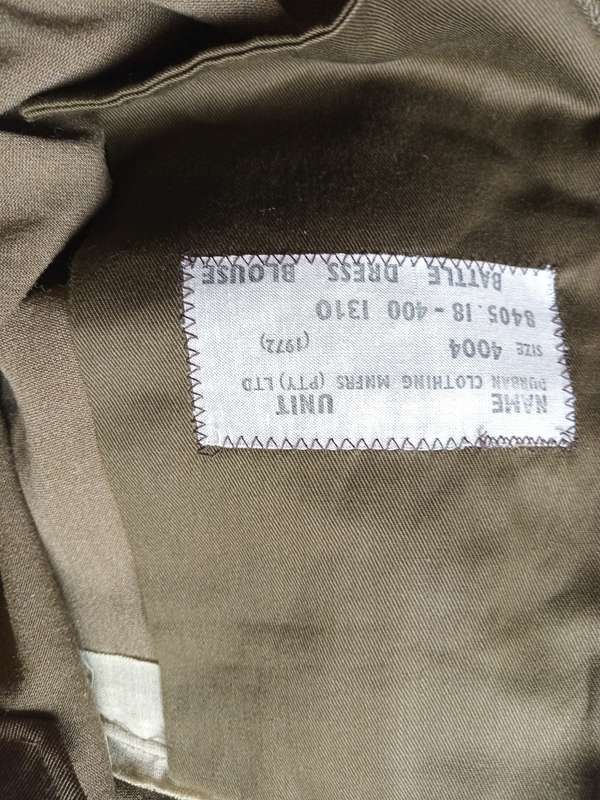 BATTLE DRESS BLOUSE
8405.18-400 1310
SIZE 4004 (1972)
DURBAN CLOTHING MNFRS (PTY) LTD
NAME UNIT